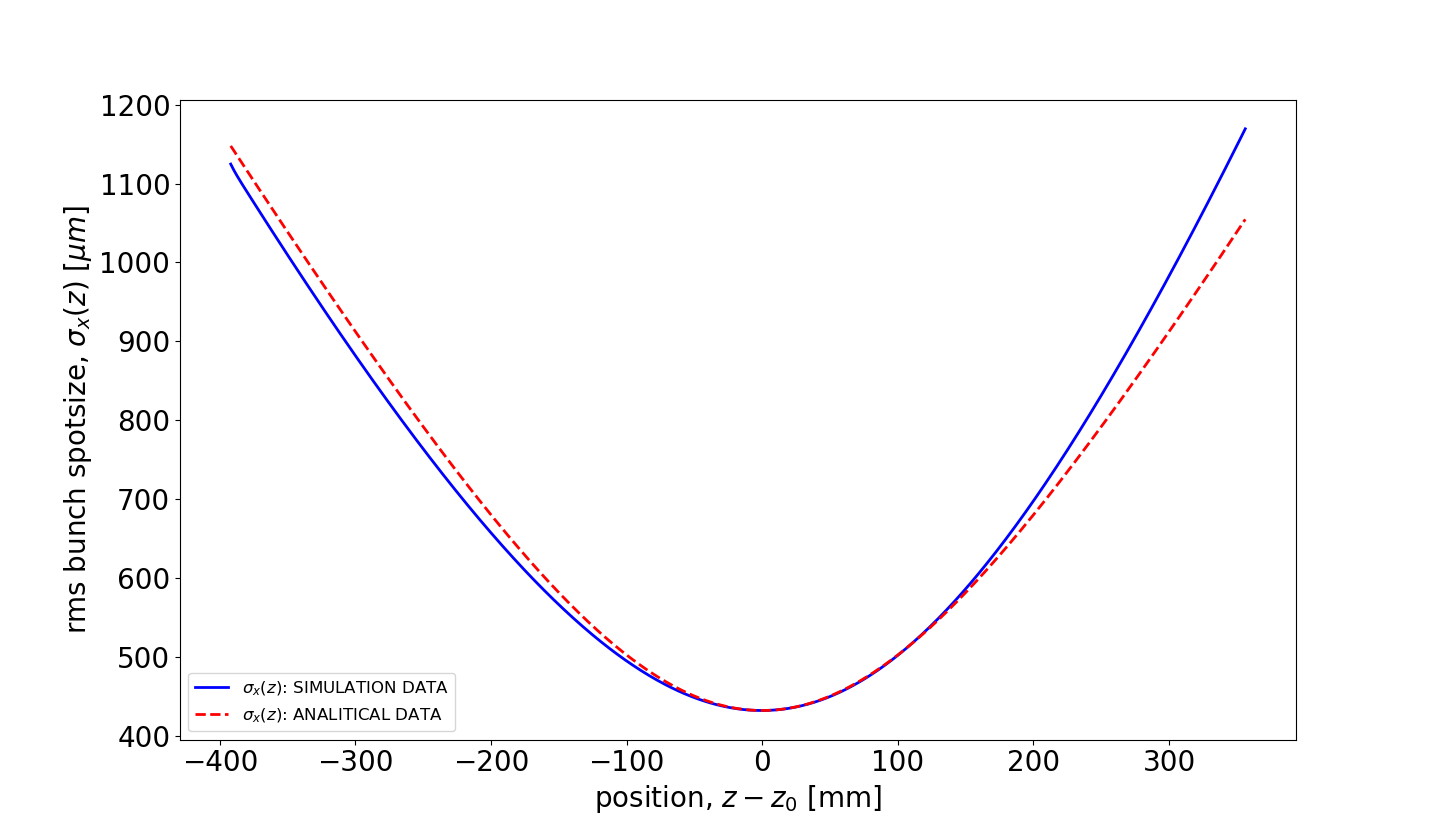 1200
1100
1000
900
800
700
600
500
400
rms bunch spotsize, σₓ(z) [μm]
σₓ(z): SIMULATION DATA
σₓ(z): ANALITICAL DATA
−400 −300 −200 −100 0 100 200 300
position, z − z₀ [mm]